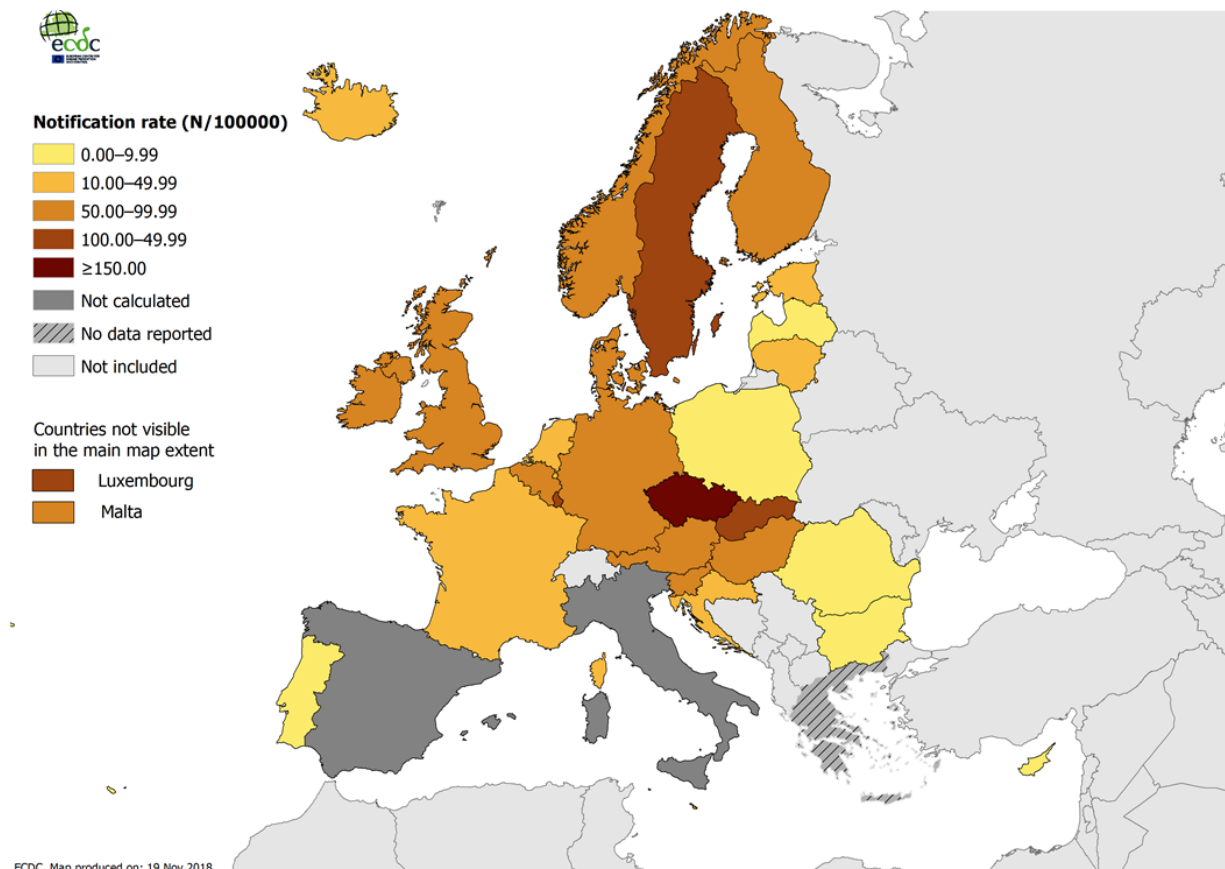 ecdc
Notification rate (N/100000)
0.00–9.99
10.00–49.99
50.00–99.99
100.00–49.99
≥150.00
Not calculated
No data reported
Not included
Countries not visible
in the main map extent
Luxembourg
Malta
ECDC. Map produced on: 19 Nov 2018